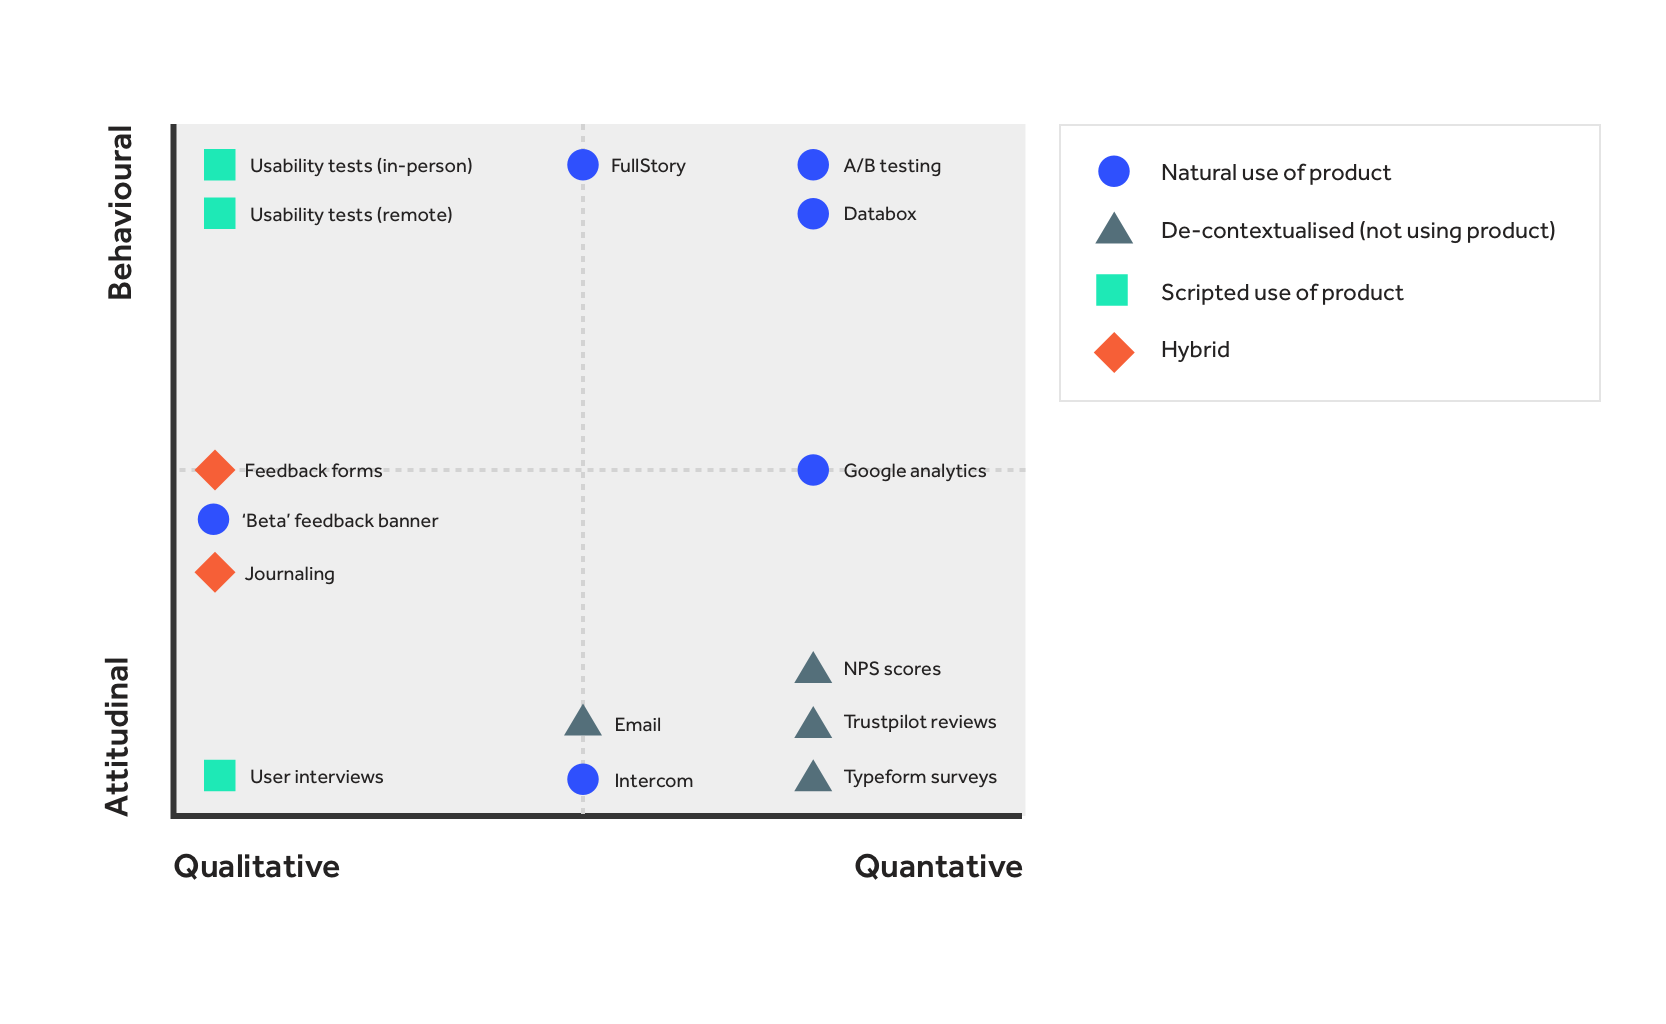 Behavioural
Attitudinal
Usability tests (in-person)
FullStory
A/B testing
Usability tests (remote)
Databox
Feedback forms
Google analytics
‘Beta’ feedback banner
Journaling
NPS scores
Email
Trustpilot reviews
User interviews
Intercom
Typeform surveys
Qualitative
Quantative
Natural use of product
De-contextualised (not using product)
Scripted use of product
Hybrid